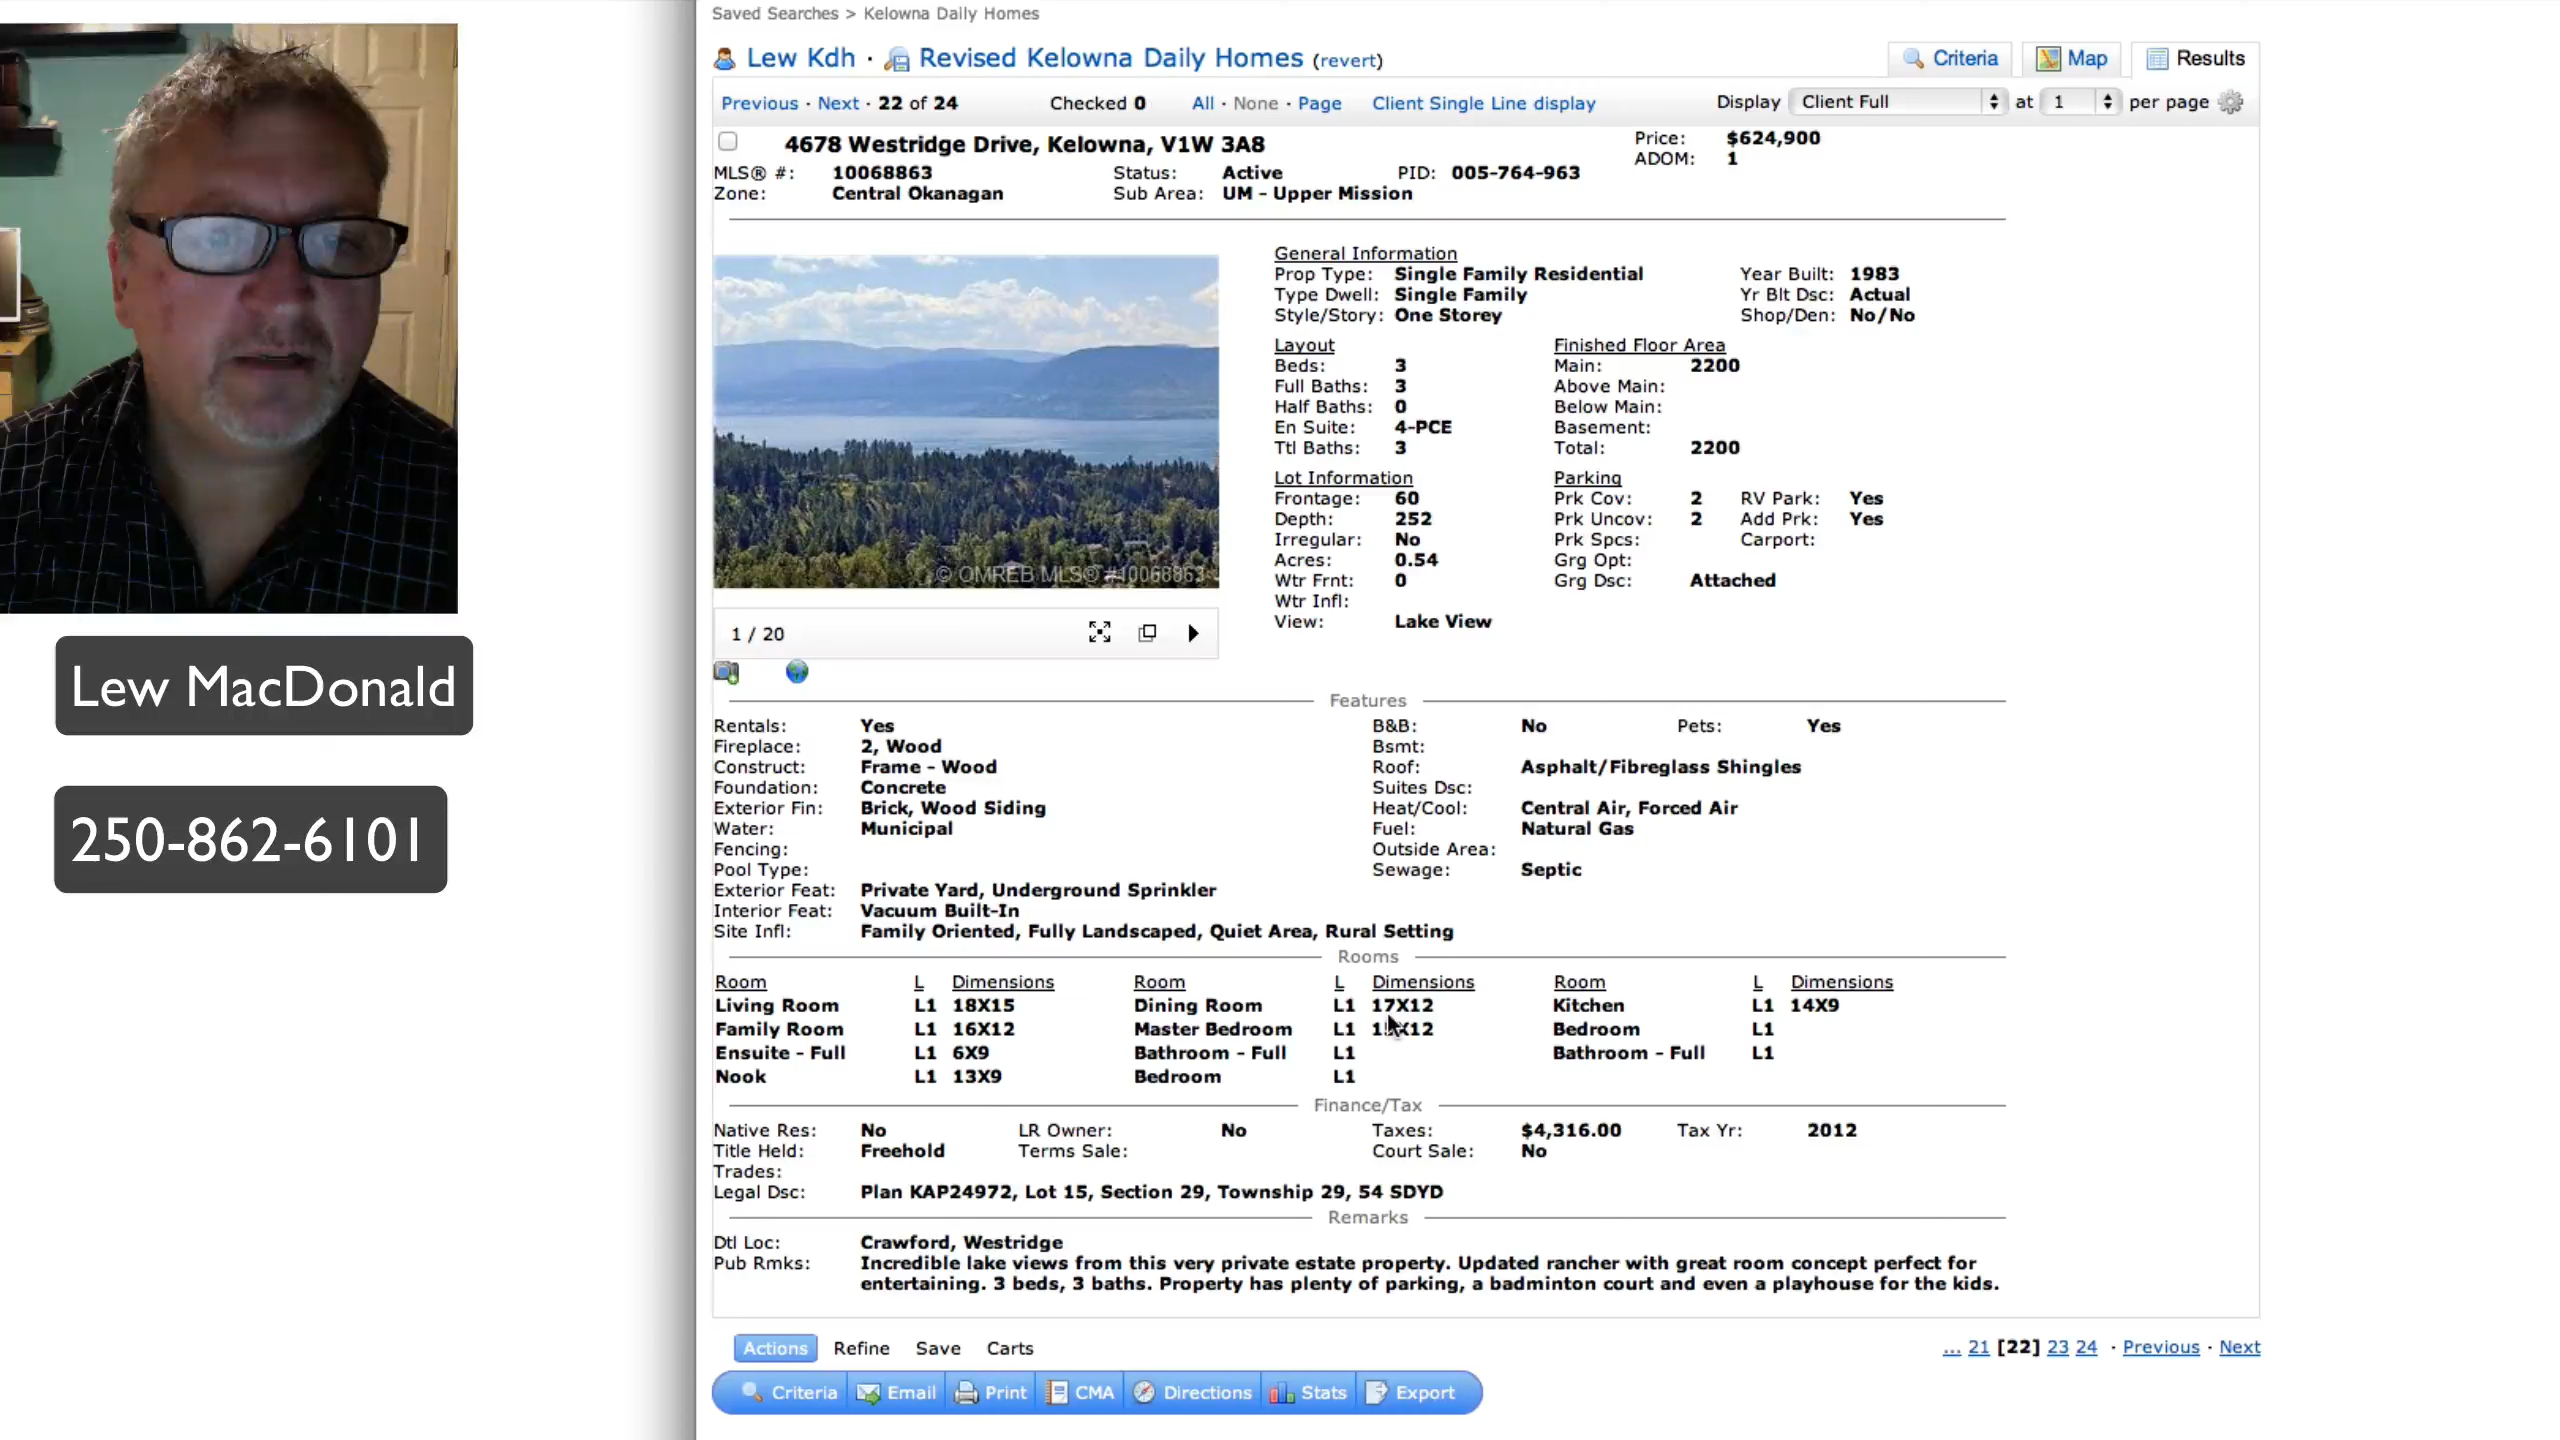 Saved Searches > Kelowna Daily Homes
Lew Kdh · Revised Kelowna Daily Homes (revert)
Criteria Map Results
Previous · Next · 22 of 24 Checked 0 All · None · Page Client Single Line display Display Client Full at 1 per page
4678 Westridge Drive, Kelowna, V1W 3A8
Price: $624,900
ADOM: 1
MLS® #: 10068863 Status: Active PID: 005-764-963
Zone: Central Okanagan Sub Area: UM - Upper Mission
General Information
Prop Type: Single Family Residential Year Built: 1983
Type Dwell: Single Family Yr Blt Dsc: Actual
Style/Story: One Storey Shop/Den: No/No
Layout Finished Floor Area
Beds: 3 Main: 2200
Full Baths: 3 Above Main:
Half Baths: 0 Below Main:
En Suite: 4-PCE Basement:
Ttl Baths: 3 Total: 2200
Lot Information Parking
Frontage: 60 Prk Cov: 2 RV Park: Yes
Depth: 252 Prk Uncov: 2 Add Prk: Yes
Irregular: No Prk Spcs: Carport:
Acres: 0.54 Grg Opt:
Wtr Frnt: 0 Grg Dsc: Attached
Wtr Infl:
View: Lake View
© OMREB MLS® #10068863
1 / 20
Lew MacDonald
250-862-6101
Features
Rentals: Yes B&B: No Pets: Yes
Fireplace: 2, Wood Bsmt:
Construct: Frame - Wood Roof: Asphalt/Fibreglass Shingles
Foundation: Concrete Suites Dsc:
Exterior Fin: Brick, Wood Siding Heat/Cool: Central Air, Forced Air
Water: Municipal Fuel: Natural Gas
Fencing: Outside Area:
Pool Type: Sewage: Septic
Exterior Feat: Private Yard, Underground Sprinkler
Interior Feat: Vacuum Built-In
Site Infl: Family Oriented, Fully Landscaped, Quiet Area, Rural Setting
Rooms
Room L Dimensions Room L Dimensions Room L Dimensions
Living Room L1 18X15 Dining Room L1 17X12 Kitchen L1 14X9
Family Room L1 16X12 Master Bedroom L1 Bedroom L1
Ensuite - Full L1 6X9 Bathroom - Full L1 Bathroom - Full L1
Nook L1 13X9 Bedroom L1
Finance/Tax
Native Res: No LR Owner: No Taxes: $4,316.00 Tax Yr: 2012
Title Held: Freehold Terms Sale: Court Sale: No
Trades:
Legal Dsc: Plan KAP24972, Lot 15, Section 29, Township 29, 54 SDYD
Remarks
Dtl Loc: Crawford, Westridge
Pub Rmks: Incredible lake views from this very private estate property. Updated rancher with great room concept perfect for
entertaining. 3 beds, 3 baths. Property has plenty of parking, a badminton court and even a playhouse for the kids.
Actions Refine Save Carts
... 21 [22] 23 24 · Previous · Next
Criteria Email Print CMA Directions Stats Export